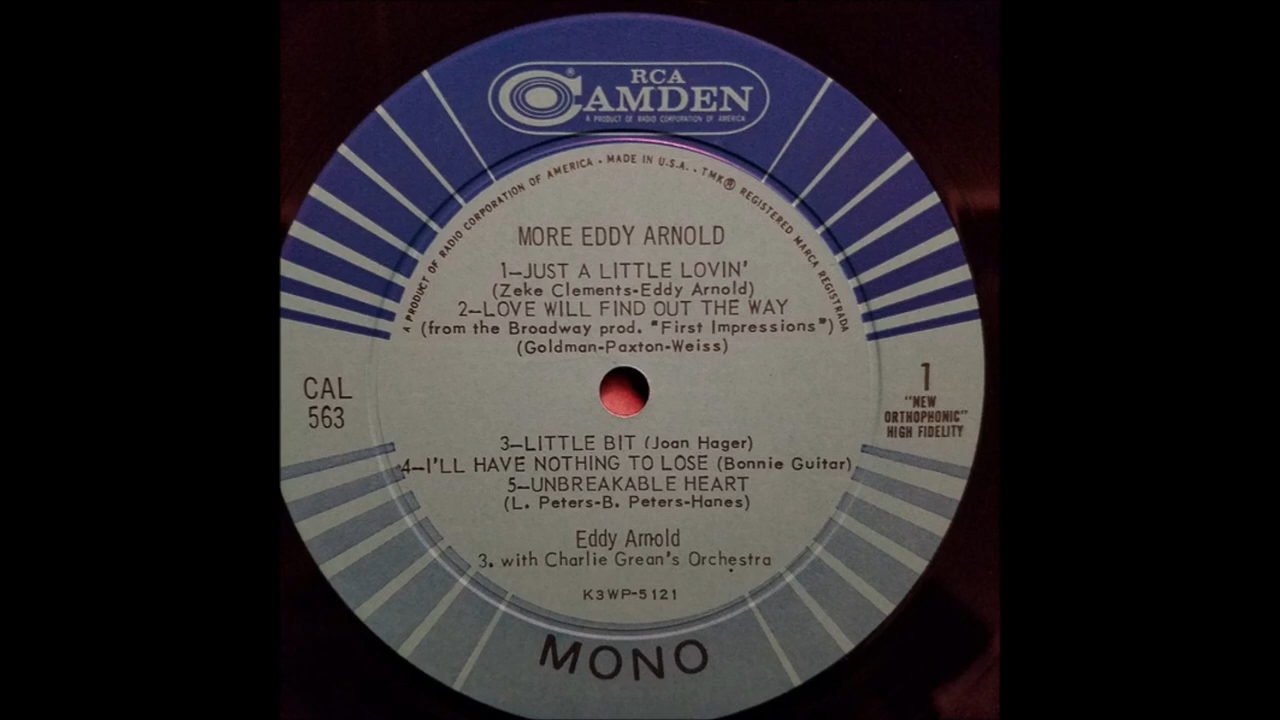 RCA
CAMDEN
®
A PRODUCT OF RADIO CORPORATION OF AMERICA
A PRODUCT OF RADIO CORPORATION OF AMERICA • MADE IN U.S.A. • TMK® REGISTERED MARCA REGISTRADA
MORE EDDY ARNOLD
1—JUST A LITTLE LOVIN'
(Zeke Clements-Eddy Arnold)
2—LOVE WILL FIND OUT THE WAY
(from the Broadway prod. "First Impressions")
(Goldman-Paxton-Weiss)
CAL
563
1
"NEW
ORTHOPHONIC"
HIGH FIDELITY
3—LITTLE BIT (Joan Hager)
4—I'LL HAVE NOTHING TO LOSE (Bonnie Guitar)
5—UNBREAKABLE HEART
(L. Peters-B. Peters-Hanes)
Eddy Arnold
3. with Charlie Grean's Orchestra
K3WP-5121
MONO